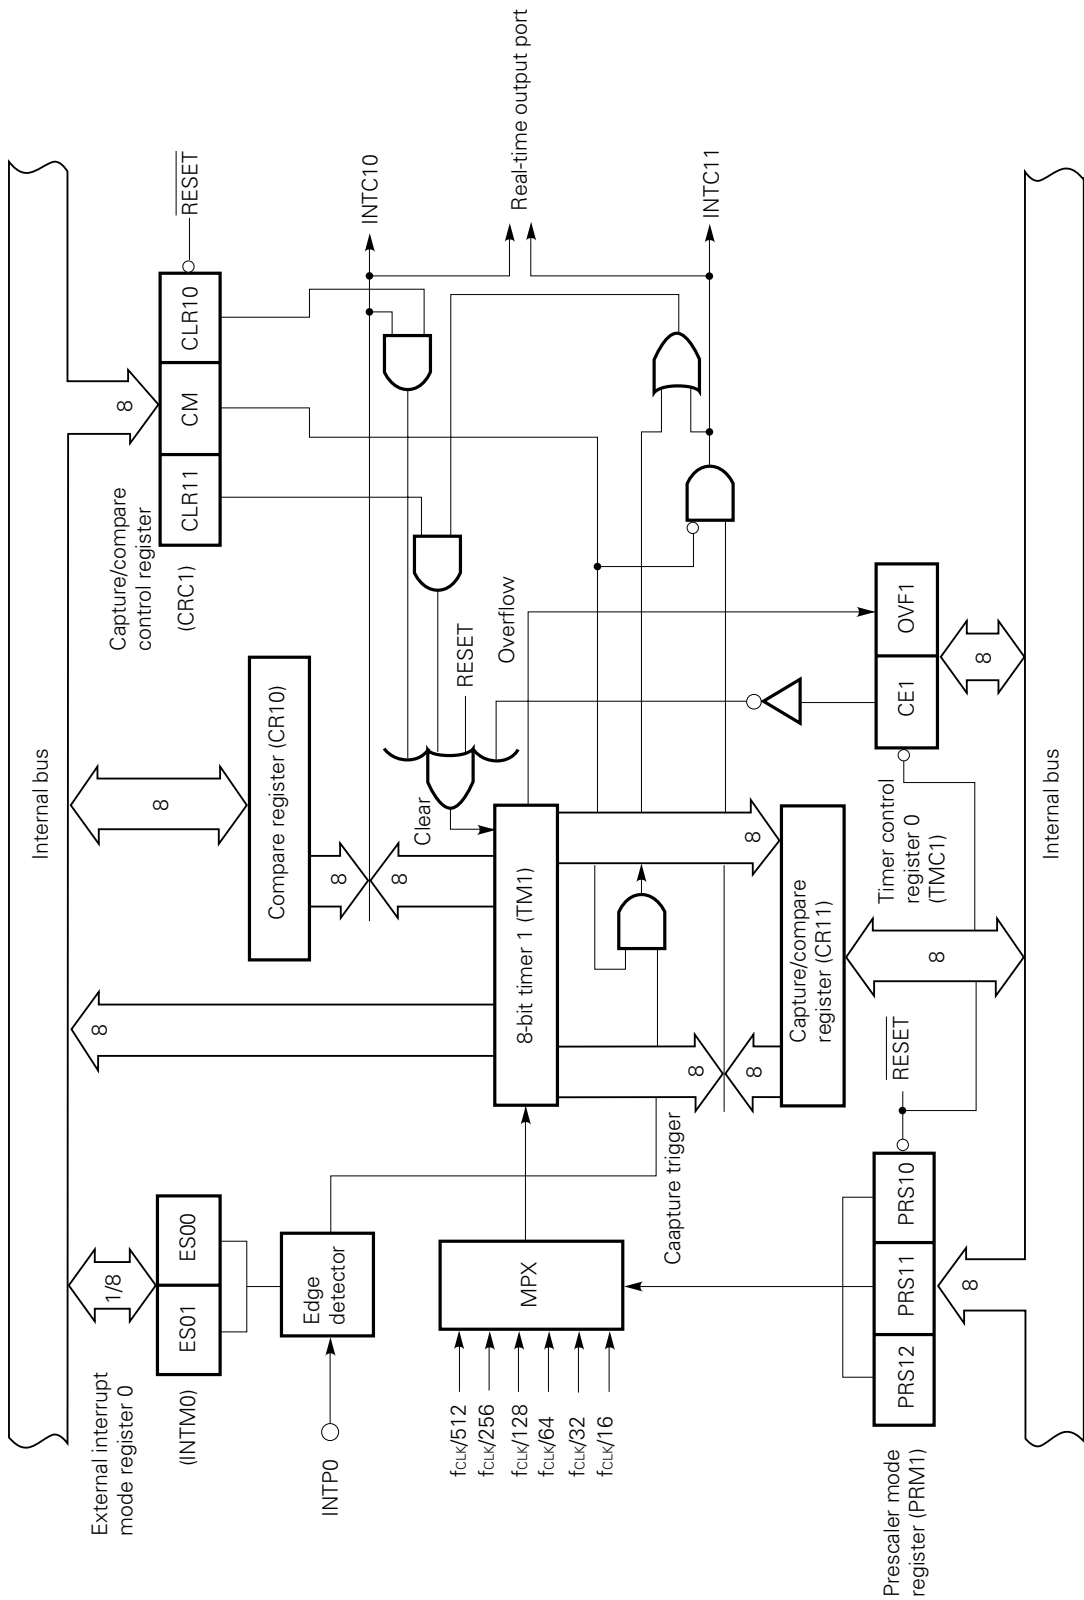 Internal bus
External interrupt
mode register 0
(INTM0)
ES01
ES00
1/8
INTP0
Edge
detector
8
8
Compare register (CR10)
8
8
Capture/compare
control register
(CRC1)
CLR11
CM
CLR10
8
RESET
INTC10
Real-time output port
INTC11
fCLK/512
fCLK/256
fCLK/128
fCLK/64
fCLK/32
fCLK/16
MPX
8-bit timer 1 (TM1)
Clear
RESET
Overflow
Caapture trigger
8
8
8
Capture/compare
register (CR11)
8
Prescaler mode
register (PRM1)
PRS12
PRS11
PRS10
8
RESET
Timer control
register 0
(TMC1)
CE1
OVF1
8
Internal bus